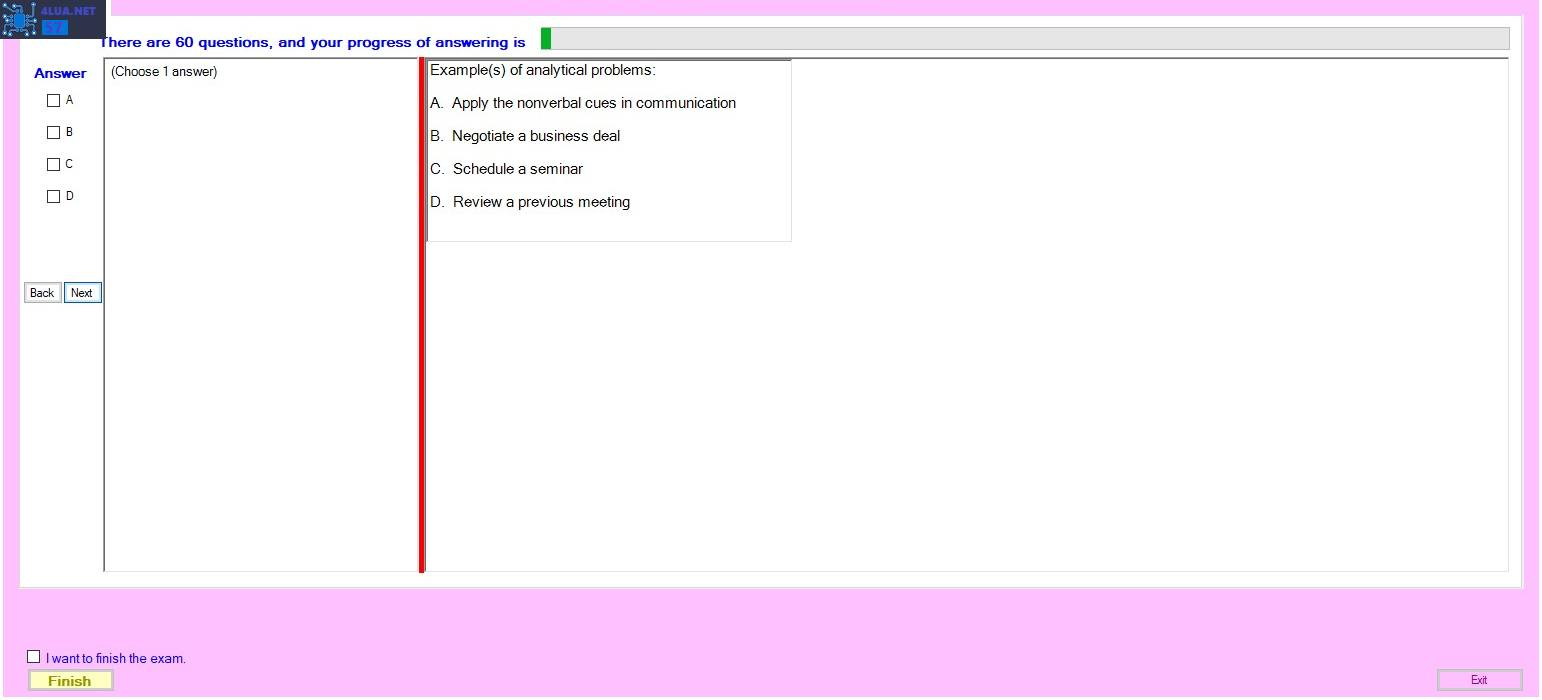 4LUA.NET
57
There are 60 questions, and your progress of answering is
Answer
A
B
C
D
Back
Next
(Choose 1 answer)
Example(s) of analytical problems:
A. Apply the nonverbal cues in communication
B. Negotiate a business deal
C. Schedule a seminar
D. Review a previous meeting
I want to finish the exam.
Finish
Exit